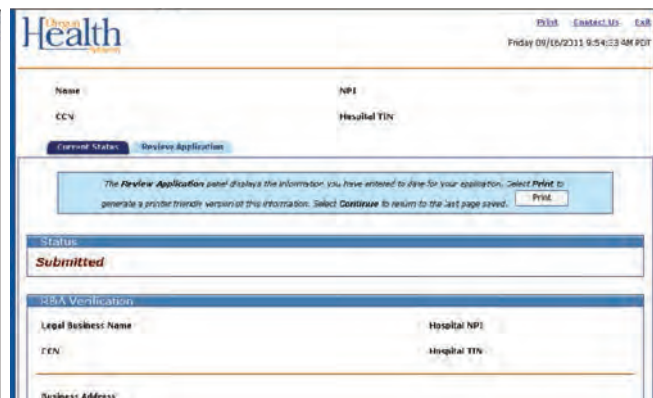 Oregon
Health
Authority
Print Contact Us Exit
Friday 09/16/2011 9:54:33 AM PDT
Name NPI
CCN Hospital TIN
Current Status Review Application
The Review Application panel displays the information you have entered to date for your application. Select Print to
generate a printer friendly version of this information. Select Continue to return to the last page saved. Print
Status
Submitted
R&A Verification
Legal Business Name Hospital NPI
CCN Hospital TIN
Business Address